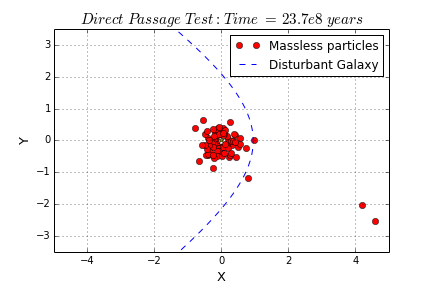 Direct Passage Test: Time = 23.7e8 years
Massless particles
Disturbant Galaxy
3
2
1
0
−1
−2
−3
Y
−4
−2
0
2
4
X